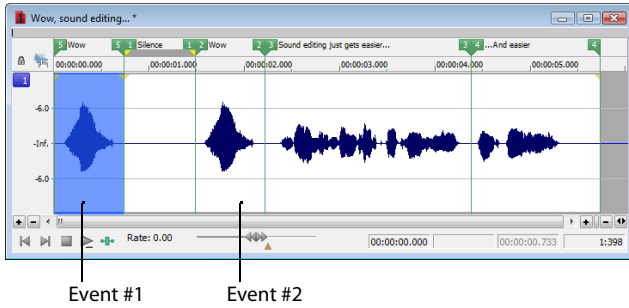 Wow, sound editing... *
5 Wow 5 1 Silence 1 2 Wow 2 3 Sound editing just gets easier... 3 4 ...And easier 4
00:00:00.000 ,00:00:01.000 ,00:00:02.000 ,00:00:03.000 ,00:00:04.000 ,00:00:05.000
1
-6.0
-Inf.
-6.0
Rate: 0.00 00:00:00.000 00:00:00.733 1:398
Event #1 Event #2